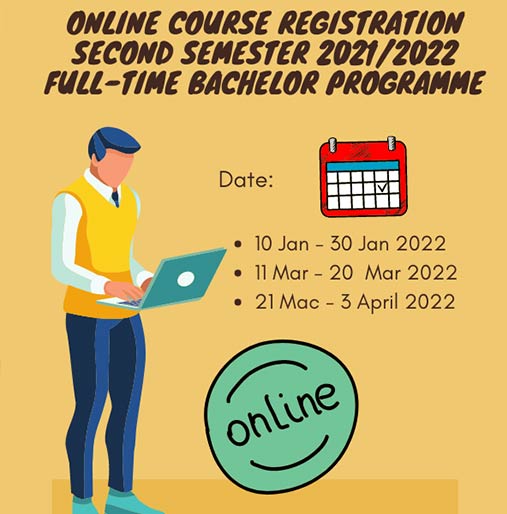 ONLINE COURSE REGISTRATION
SECOND SEMESTER 2021/2022
FULL-TIME BACHELOR PROGRAMME
Date:
• 10 Jan - 30 Jan 2022
• 11 Mar - 20 Mar 2022
• 21 Mac - 3 April 2022
online